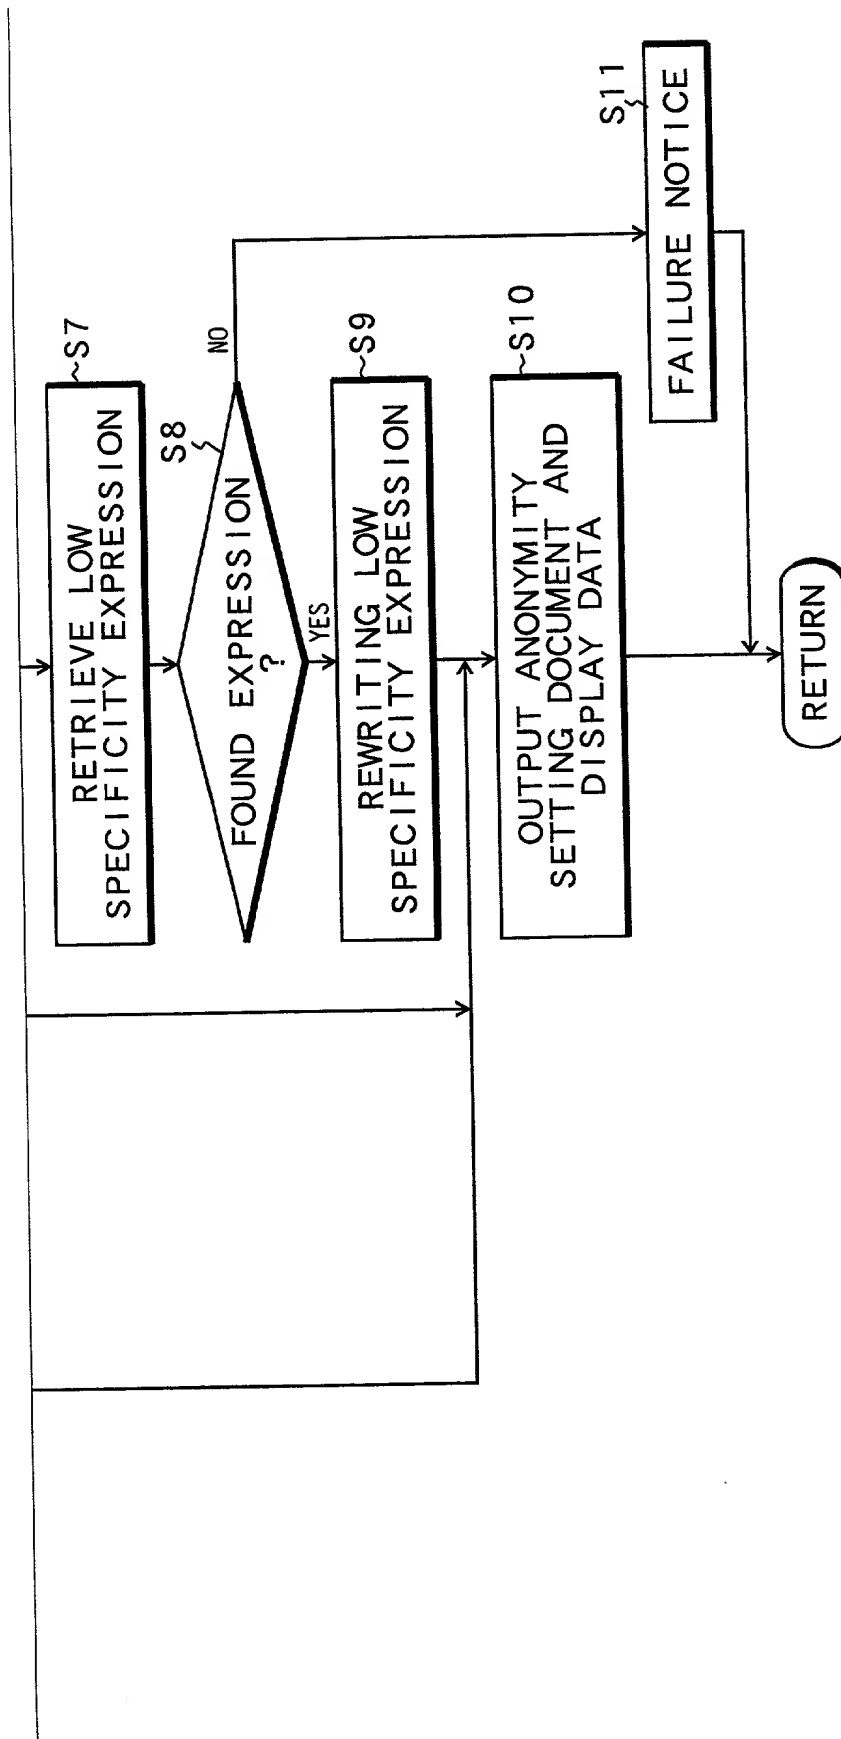 ~S7
RETRIEVE LOW
SPECIFICITY EXPRESSION
S8
FOUND EXPRESSION
?
NO
YES
~S9
REWRITING LOW
SPECIFICITY EXPRESSION
~S10
OUTPUT ANONYMITY
SETTING DOCUMENT AND
DISPLAY DATA
S11
FAILURE NOTICE
RETURN